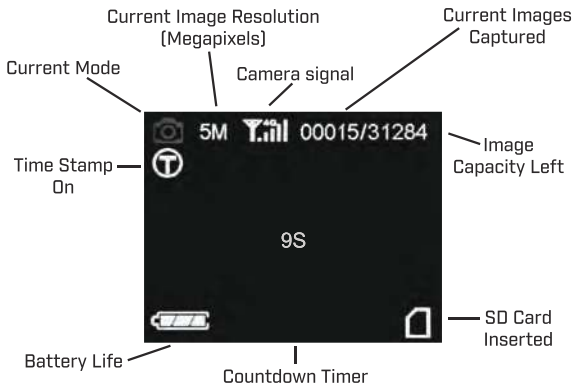 Current Image Resolution
(Megapixels)
Current Images
Captured
Current Mode
Camera signal
5M 4G 00015/31284
Image
Capacity Left
Time Stamp
On
T
9S
SD Card
Inserted
Battery Life
Countdown Timer